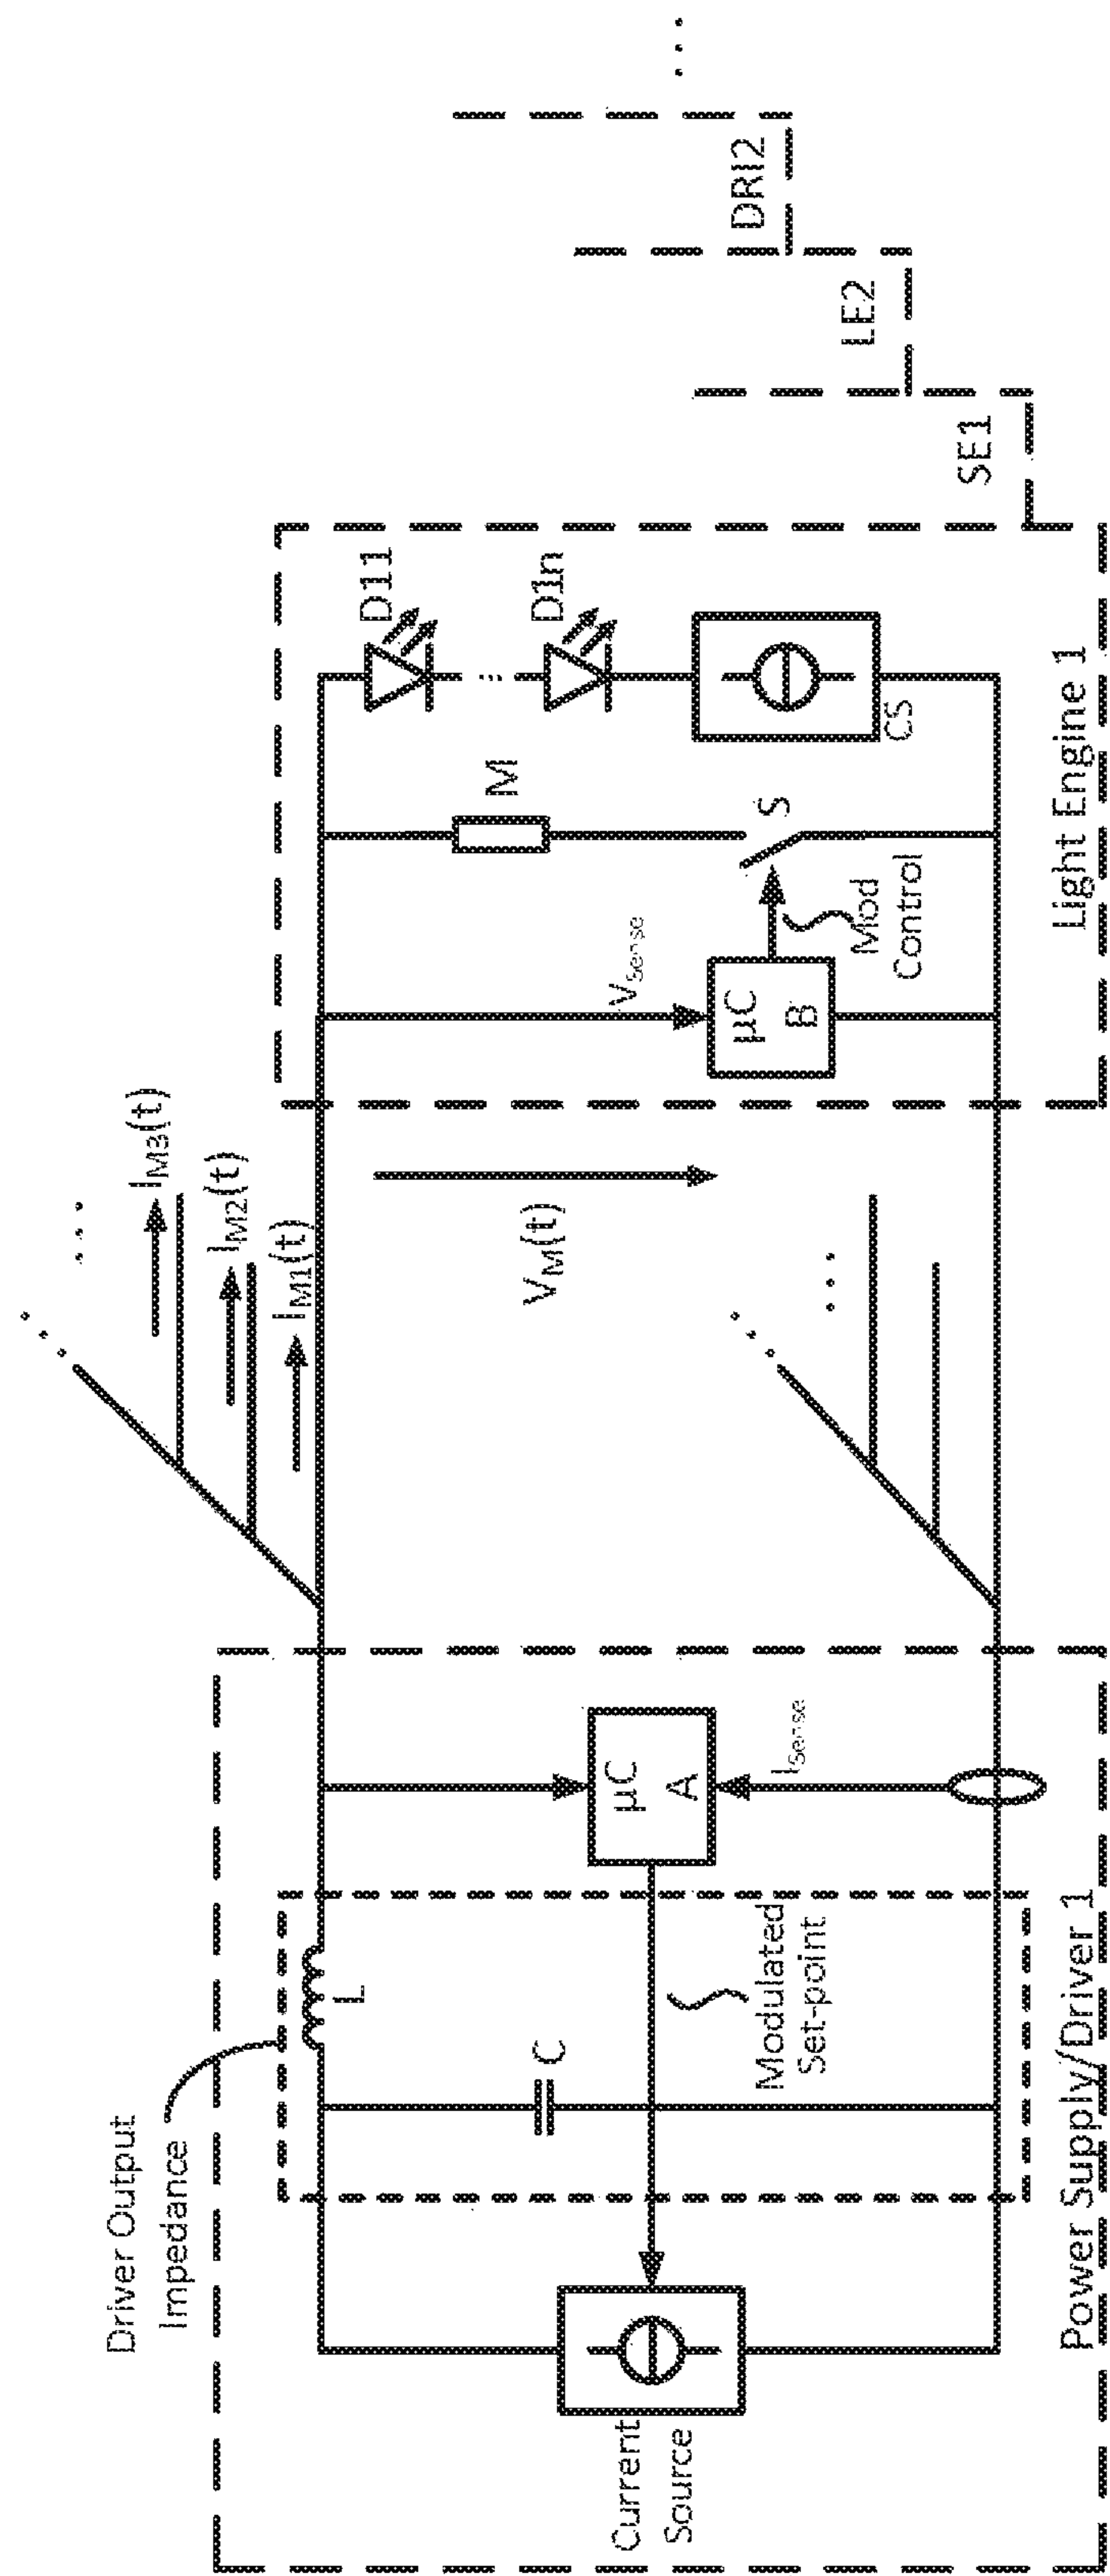 Driver Output
Impedance
L
C
Current
Source
Modulated
Set-point
µC
A
ISense
Power Supply/Driver 1
IM1(t)
IM2(t)
IM3(t)
...
VM(t)
...
VSense
µC
B
Mod
Control
S
M
D11
D1n
CS
Light Engine 1
SE1
LE2
DRI2
...